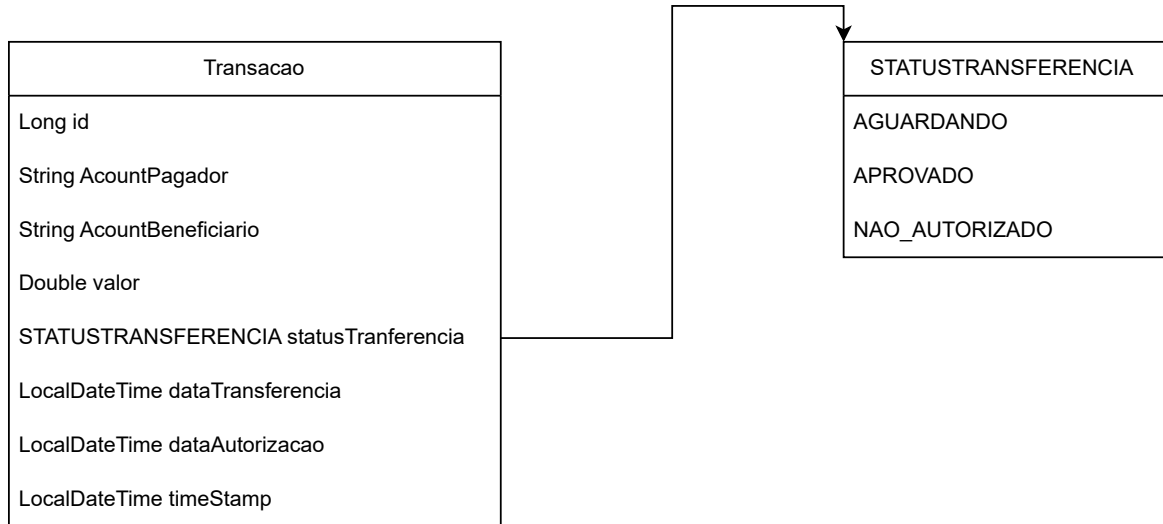 Transacao
Long id
String AcountPagador
String AcountBeneficiario
Double valor
STATUSTRANSFERENCIA statusTranferencia
LocalDateTime dataTransferencia
LocalDateTime dataAutorizacao
LocalDateTime timeStamp
STATUSTRANSFERENCIA
AGUARDANDO
APROVADO
NAO_AUTORIZADO